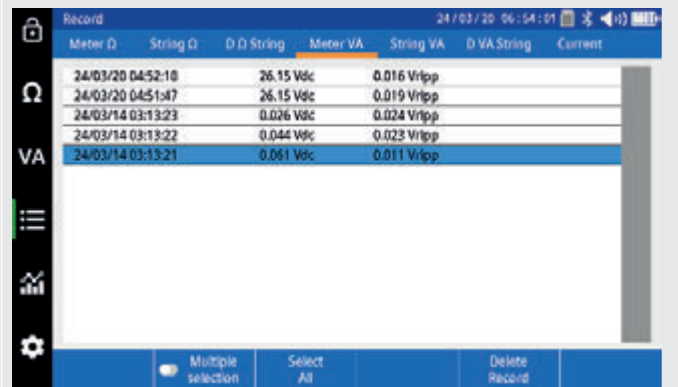 Record 24/03/20 06:54:01
Meter Ω String Ω D Ω String Meter VA String VA D VA String Current
24/03/20 04:52:10 26.15 Vdc 0.016 Vripp
24/03/20 04:51:47 26.15 Vdc 0.019 Vripp
24/03/14 03:13:23 0.026 Vdc 0.024 Vripp
24/03/14 03:13:22 0.044 Vdc 0.023 Vripp
24/03/14 03:13:21 0.061 Vdc 0.011 Vripp
Ω
VA
Multiple selection
Select All
Delete Record